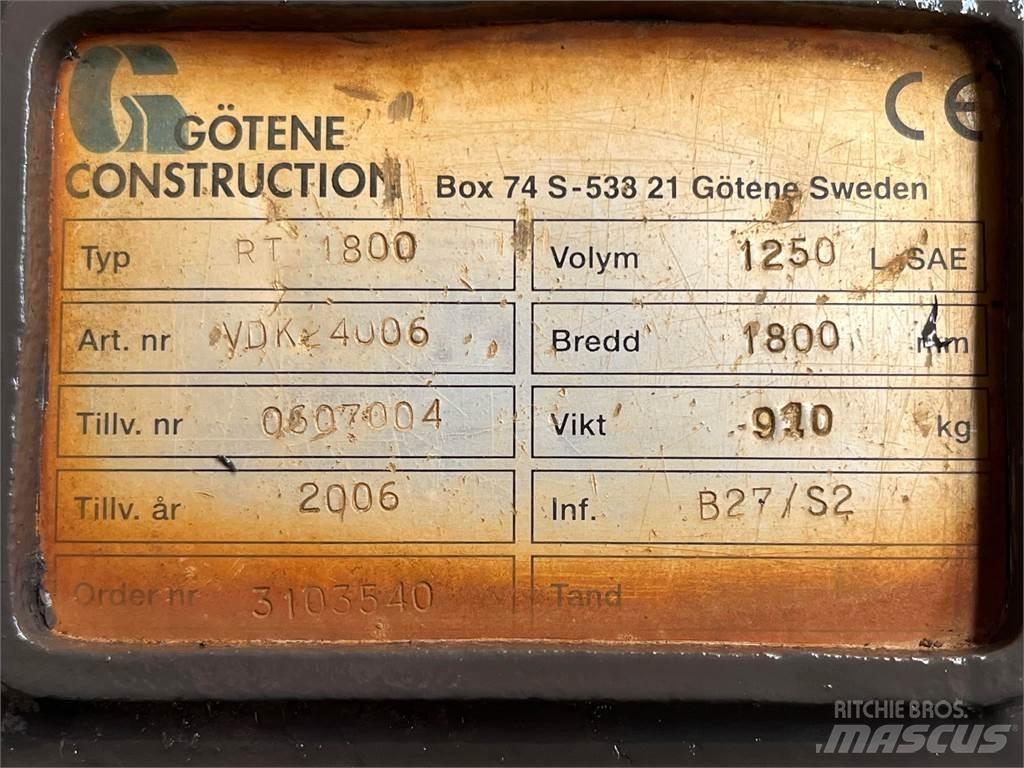 GÖTENE
CONSTRUCTION
Box 74 S-533 21 Götene Sweden
CE
Typ RT 1800
Volym 1250 L SAE
Art. nr VDK 4006
Bredd 1800 mm
Tillv. nr 0607004
Vikt 910 kg
Tillv. år 2006
Inf. B27/S2
Order nr 3103540
Tand
RITCHIE BROS.
MASCUS